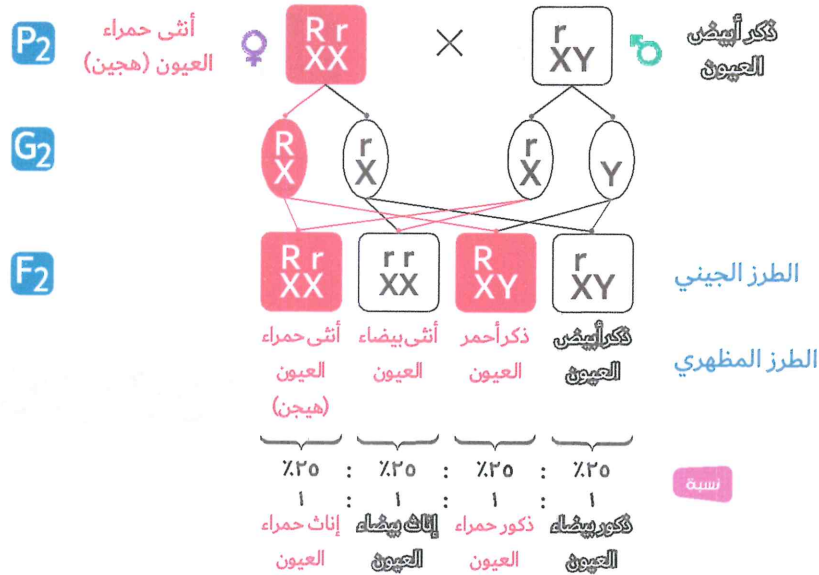 P2
أنثى حمراء
العيون (هجين)
♀
R r
XX
×
r
XY
♂
ذكر أبيض
العيون
G2
R
X
r
X
r
X
Y
F2
R r
XX
r r
XX
R
XY
r
XY
الطرز الجيني
أنثى حمراء
العيون
(هيجن)
أنثى بيضاء
العيون
ذكر أحمر
العيون
ذكر أبيض
العيون
الطرز المظهري
٢٥٪ : ٢٥٪ : ٢٥٪ : ٢٥٪
١ : ١ : ١ : ١
نسبة
إناث حمراء
العيون
إناث بيضاء
العيون
ذكور حمراء
العيون
ذكور بيضاء
العيون